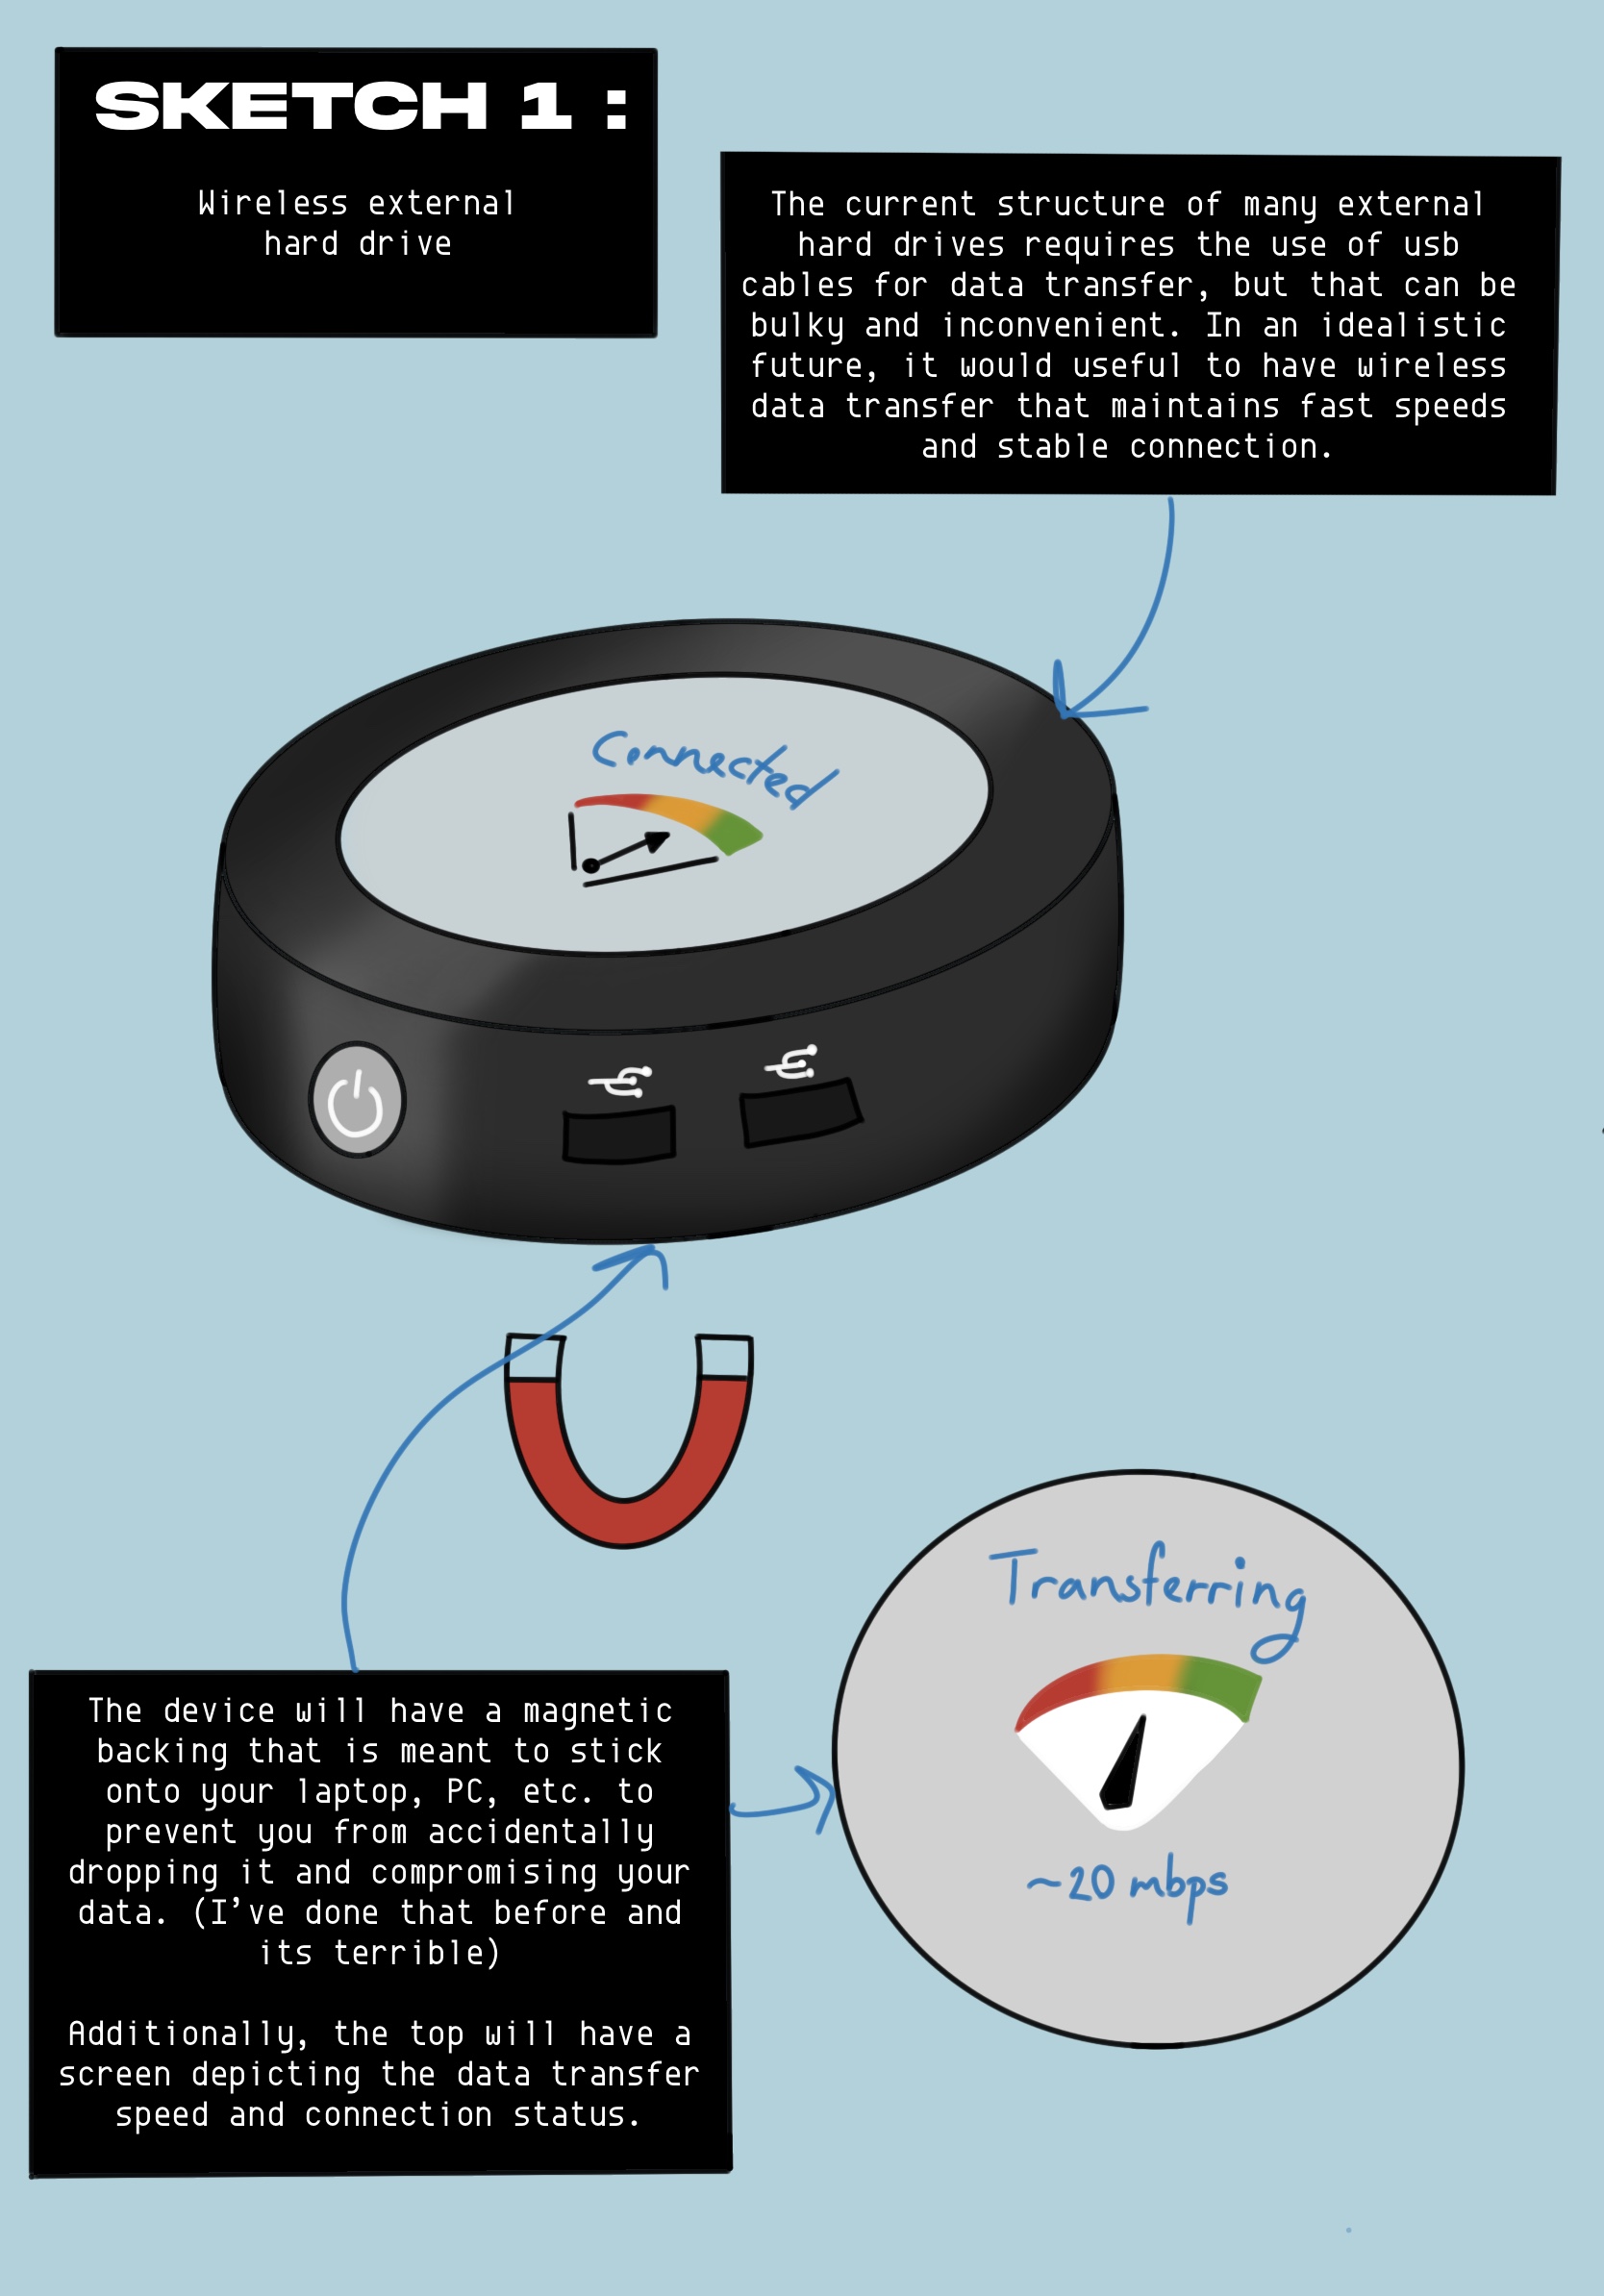 SKETCH 1 :
Wireless external
hard drive
The current structure of many external
hard drives requires the use of usb
cables for data transfer, but that can be
bulky and inconvenient. In an idealistic
future, it would useful to have wireless
data transfer that maintains fast speeds
and stable connection.
Connected
Transferring
~20 mbps
The device will have a magnetic
backing that is meant to stick
onto your laptop, PC, etc. to
prevent you from accidentally
dropping it and compromising your
data. (I've done that before and
its terrible)
Additionally, the top will have a
screen depicting the data transfer
speed and connection status.